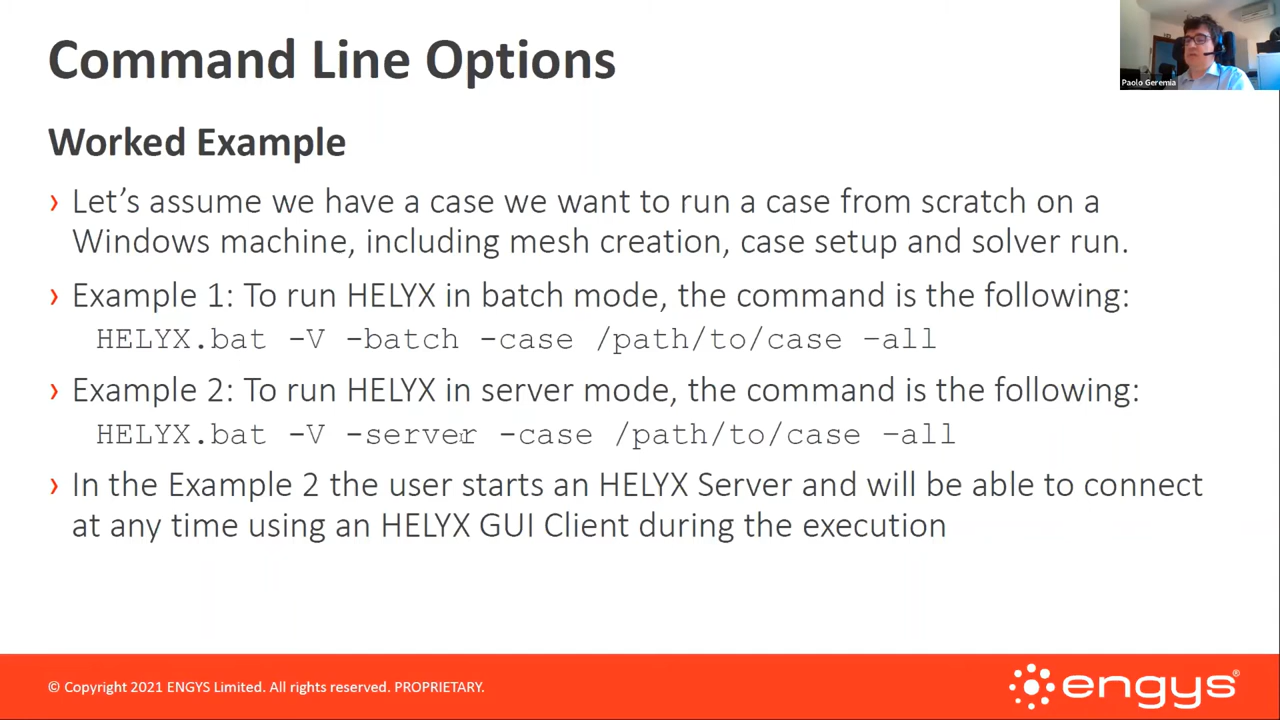 Command Line Options
Paolo Geremia
Worked Example
› Let’s assume we have a case we want to run a case from scratch on a
Windows machine, including mesh creation, case setup and solver run.
› Example 1: To run HELYX in batch mode, the command is the following:
HELYX.bat -V -batch -case /path/to/case –all
› Example 2: To run HELYX in server mode, the command is the following:
HELYX.bat -V -server -case /path/to/case –all
› In the Example 2 the user starts an HELYX Server and will be able to connect
at any time using an HELYX GUI Client during the execution
© Copyright 2021 ENGYS Limited. All rights reserved. PROPRIETARY.
engys®